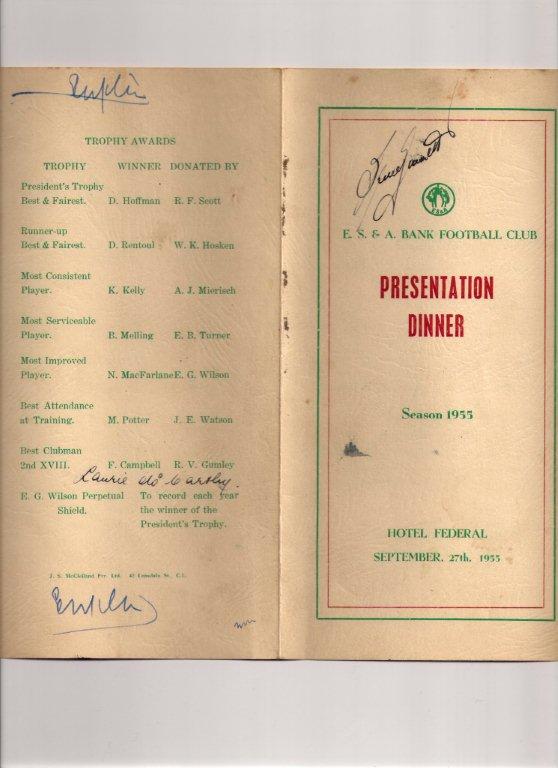 TROPHY AWARDS
TROPHY WINNER DONATED BY
President's Trophy
Best & Fairest. D. Hoffman R. F. Scott
Runner-up
Best & Fairest. D. Rentoul W. K. Hosken
Most Consistent
Player. K. Kelly A. J. Mierisch
Most Serviceable
Player. B. Melling E. B. Turner
Most Improved
Player. N. MacFarlane E. G. Wilson
Best Attendance
at Training. M. Potter J. E. Watson
Best Clubman
2nd XVIII. F. Campbell R. V. Gumley
Laurie
E. G. Wilson Perpetual To record each year
Shield. the winner of the
President's Trophy.
J. S. McClelland Pty. Ltd. 42 Lonsdale St., C.1.
E. S. & A. BANK FOOTBALL CLUB
PRESENTATION
DINNER
Season 1955
HOTEL FEDERAL
SEPTEMBER, 27th, 1955